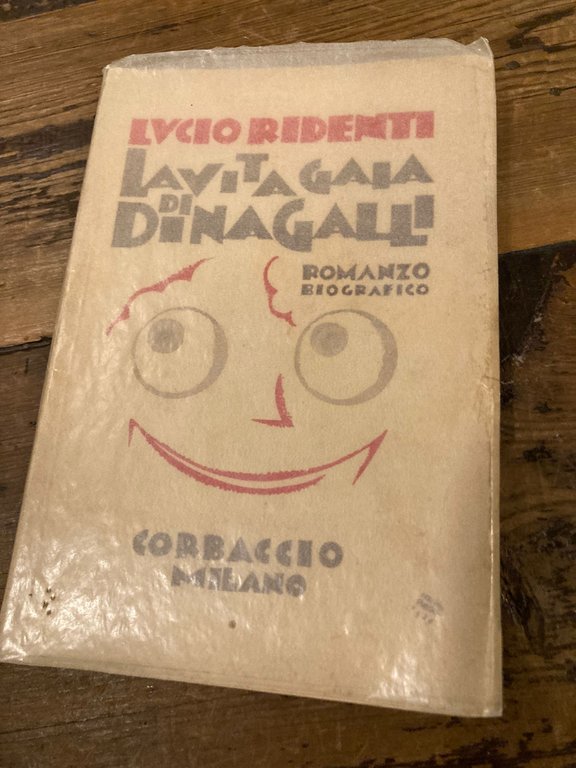 LVCIO RIDENTI
LA VITA GAIA
DI
DINA GALLI
ROMANZO
BIOGRAFICO
CORBACCIO
MILANO